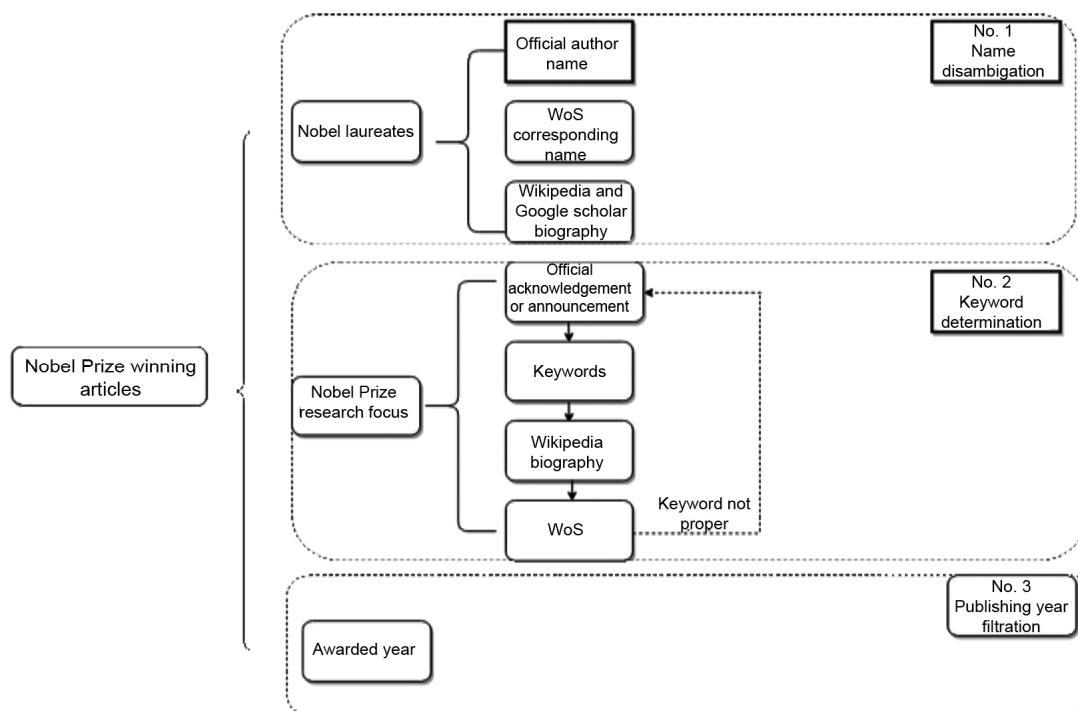 Official author
name
No. 1
Name
disambigation
Nobel laureates
WoS
corresponding
name
Wikipedia and
Google scholar
biography
Official
acknowledgement
or announcement
No. 2
Keyword
determination
Nobel Prize winning
articles
Keywords
Nobel Prize
research focus
Wikipedia
biography
WoS
Keyword not
proper
No. 3
Publishing year
filtration
Awarded year